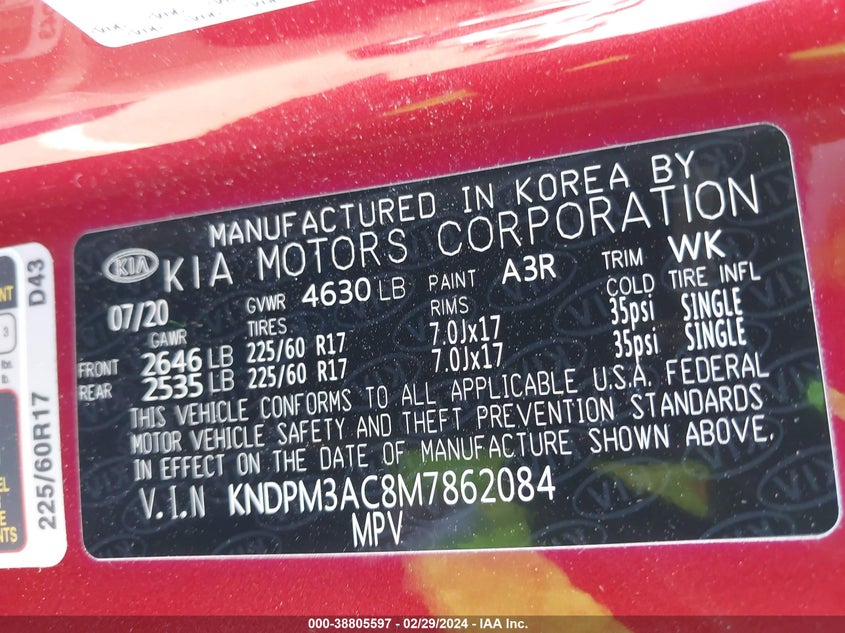 MANUFACTURED IN KOREA BY
KIA KIA MOTORS CORPORATION
07/20 GVWR 4630 LB PAINT A3R TRIM WK
GAWR TIRES RIMS COLD TIRE INFL
FRONT 2646 LB 225/60 R17 7.0Jx17 35psi SINGLE
REAR 2535 LB 225/60 R17 7.0Jx17 35psi SINGLE
THIS VEHICLE CONFORMS TO ALL APPLICABLE U.S.A. FEDERAL
MOTOR VEHICLE SAFETY AND THEFT PREVENTION STANDARDS
IN EFFECT ON THE DATE OF MANUFACTURE SHOWN ABOVE.
V.I.N KNDPM3AC8M7862084
MPV
225/60R17 D43
3
lbs.
lb.
000-38805597 - 02/29/2024 - IAA Inc.